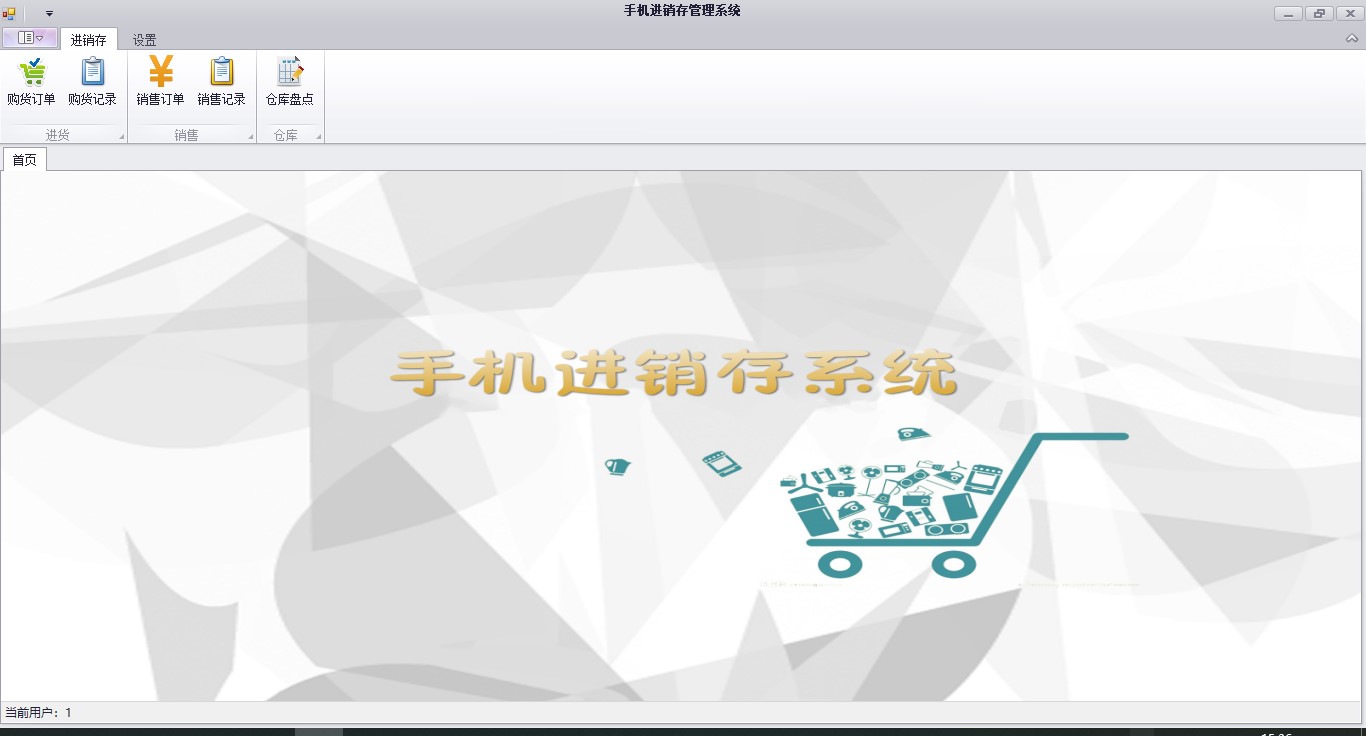 手机进销存管理系统
进销存 设置
购货订单 购货记录 销售订单 销售记录 仓库盘点
进货 销售 仓库
首页
手机进销存系统
当前用户：1